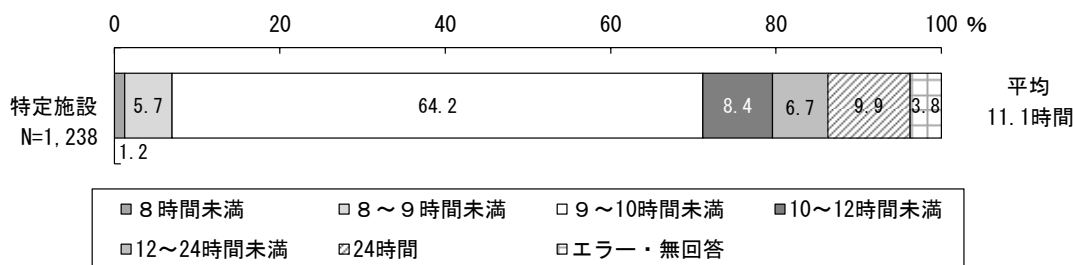 0 20 40 60 80 100 %
特定施設
N=1,238
1.2
5.7
64.2
8.4
6.7
9.9
3.8
平均
11.1時間
８時間未満 ８～９時間未満 ９～10時間未満 10～12時間未満
12～24時間未満 24時間 エラー・無回答